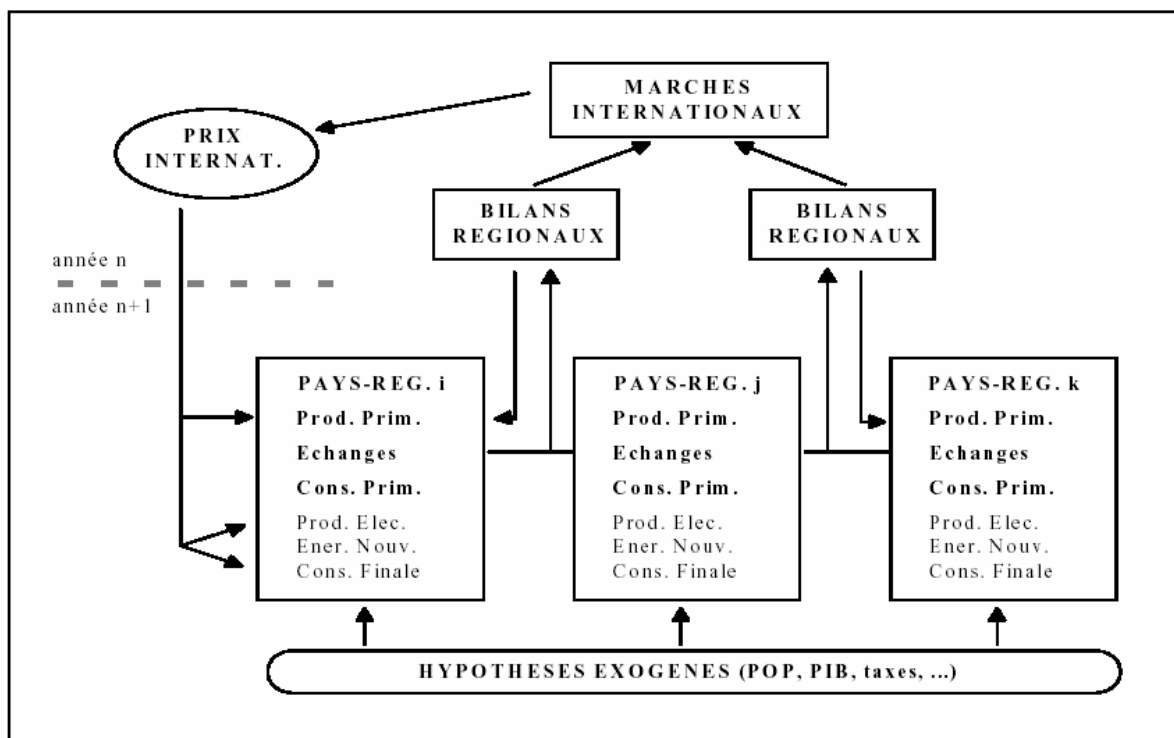 MARCHES
INTERNATIONAUX
PRIX
INTERNAT.
BILANS
REGIONAUX
BILANS
REGIONAUX
année n
année n+1
PAYS-REG. i
Prod. Prim.
Echanges
Cons. Prim.
Prod. Elec.
Ener. Nouv.
Cons. Finale
PAYS-REG. j
Prod. Prim.
Echanges
Cons. Prim.
Prod. Elec.
Ener. Nouv.
Cons. Finale
PAYS-REG. k
Prod. Prim.
Echanges
Cons. Prim.
Prod. Elec.
Ener. Nouv.
Cons. Finale
HYPOTHESES EXOGENES (POP, PIB, taxes, ...)